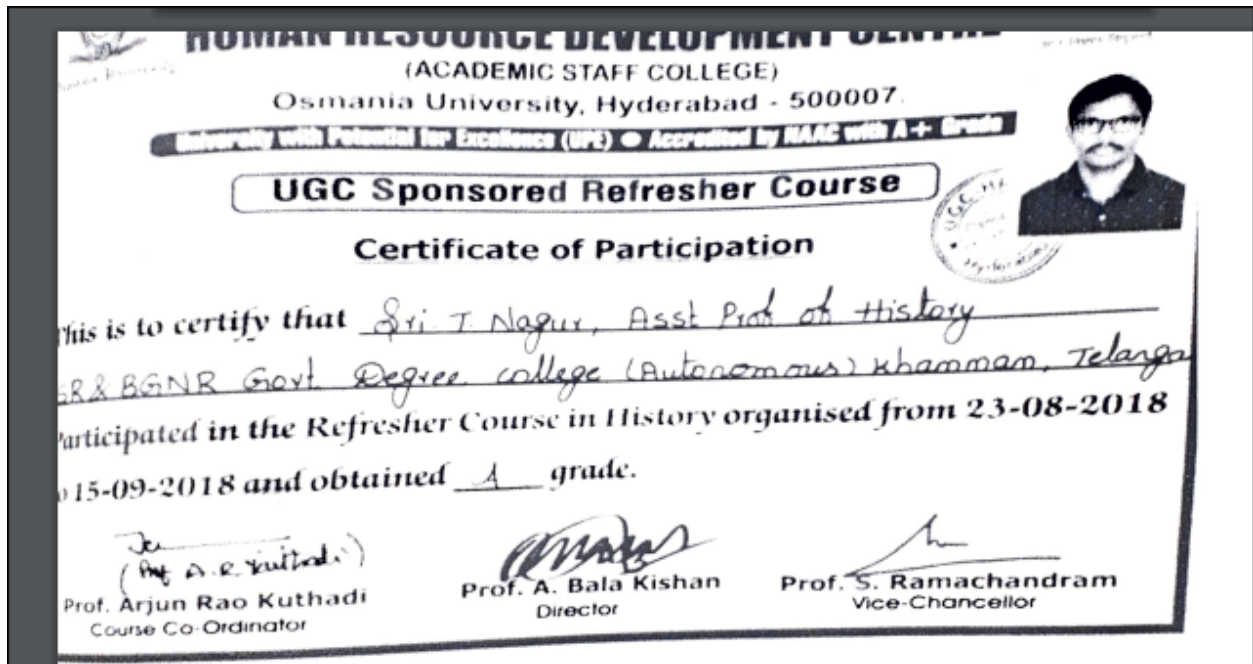 HUMAN RESOURCE DEVELOPMENT CENTRE
(ACADEMIC STAFF COLLEGE)
Osmania University, Hyderabad - 500007.
University with Potential for Excellence (UPE) ● Accredited by NAAC with A + Grade
UGC Sponsored Refresher Course
Certificate of Participation
This is to certify that Sri. T. Nagur, Asst Prof of History
SR& BGNR Govt Degree college (Autonomous) Khammam, Telanga
Participated in the Refresher Course in History organised from 23-08-2018
15-09-2018 and obtained A grade.
(Prof A.R. Kuthadi)
Prof. Arjun Rao Kuthadi
Course Co-Ordinator
Prof. A. Bala Kishan
Director
Prof. S. Ramachandram
Vice-Chancellor
UGC-H
Hyderabad